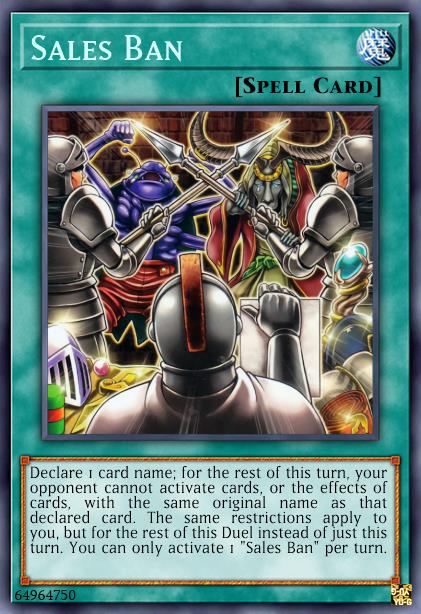 Sales Ban
[Spell Card]
Declare 1 card name; for the rest of this turn, your
opponent cannot activate cards, or the effects of
cards, with the same original name as that
declared card. The same restrictions apply to
you, but for the rest of this Duel instead of just this
turn. You can only activate 1 "Sales Ban" per turn.
64964750